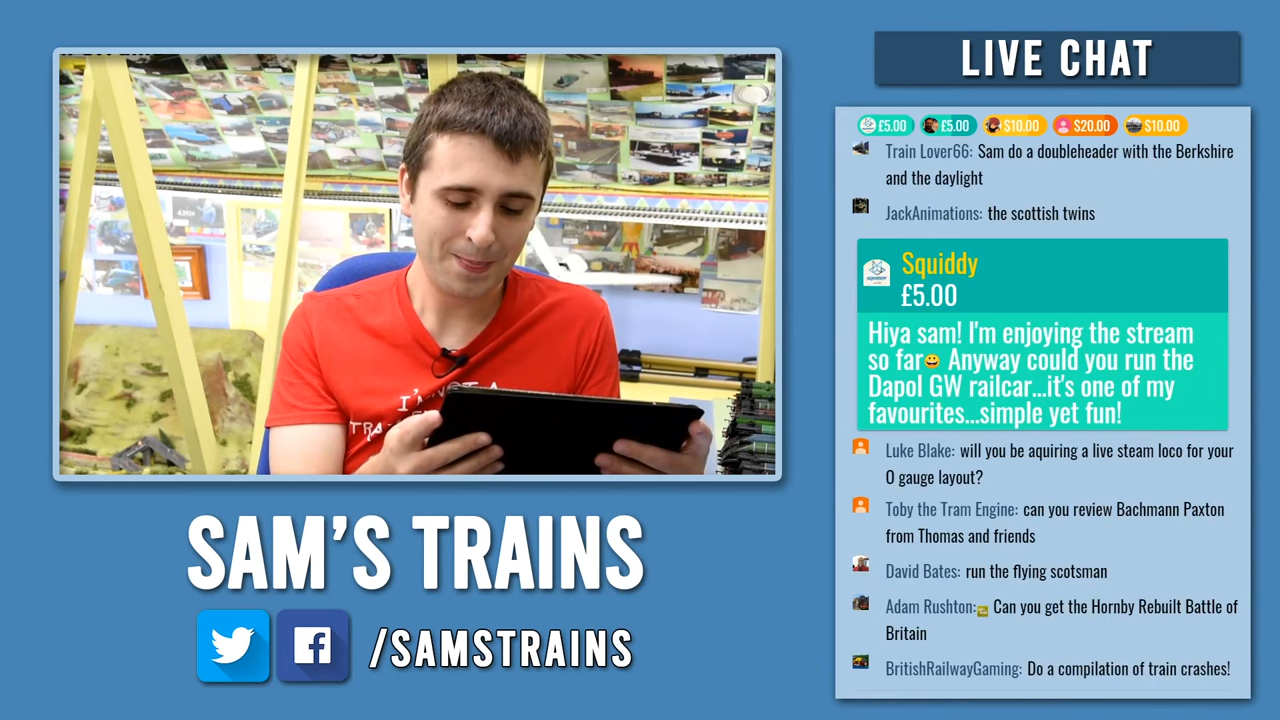 LIVE CHAT
£5.00 £5.00 $10.00 $20.00 $10.00
Train Lover66: Sam do a doubleheader with the Berkshire
and the daylight
JackAnimations: the scottish twins
Squiddy
£5.00
Hiya sam! I'm enjoying the stream
so far😀 Anyway could you run the
Dapol GW railcar...it's one of my
favourites...simple yet fun!
Luke Blake: will you be aquiring a live steam loco for your
O gauge layout?
Toby the Tram Engine: can you review Bachmann Paxton
from Thomas and friends
David Bates: run the flying scotsman
Adam Rushton: Can you get the Hornby Rebuilt Battle of
Britain
BritishRailwayGaming: Do a compilation of train crashes!
I'M NOT A
SAM'S TRAINS
/SAMSTRAINS